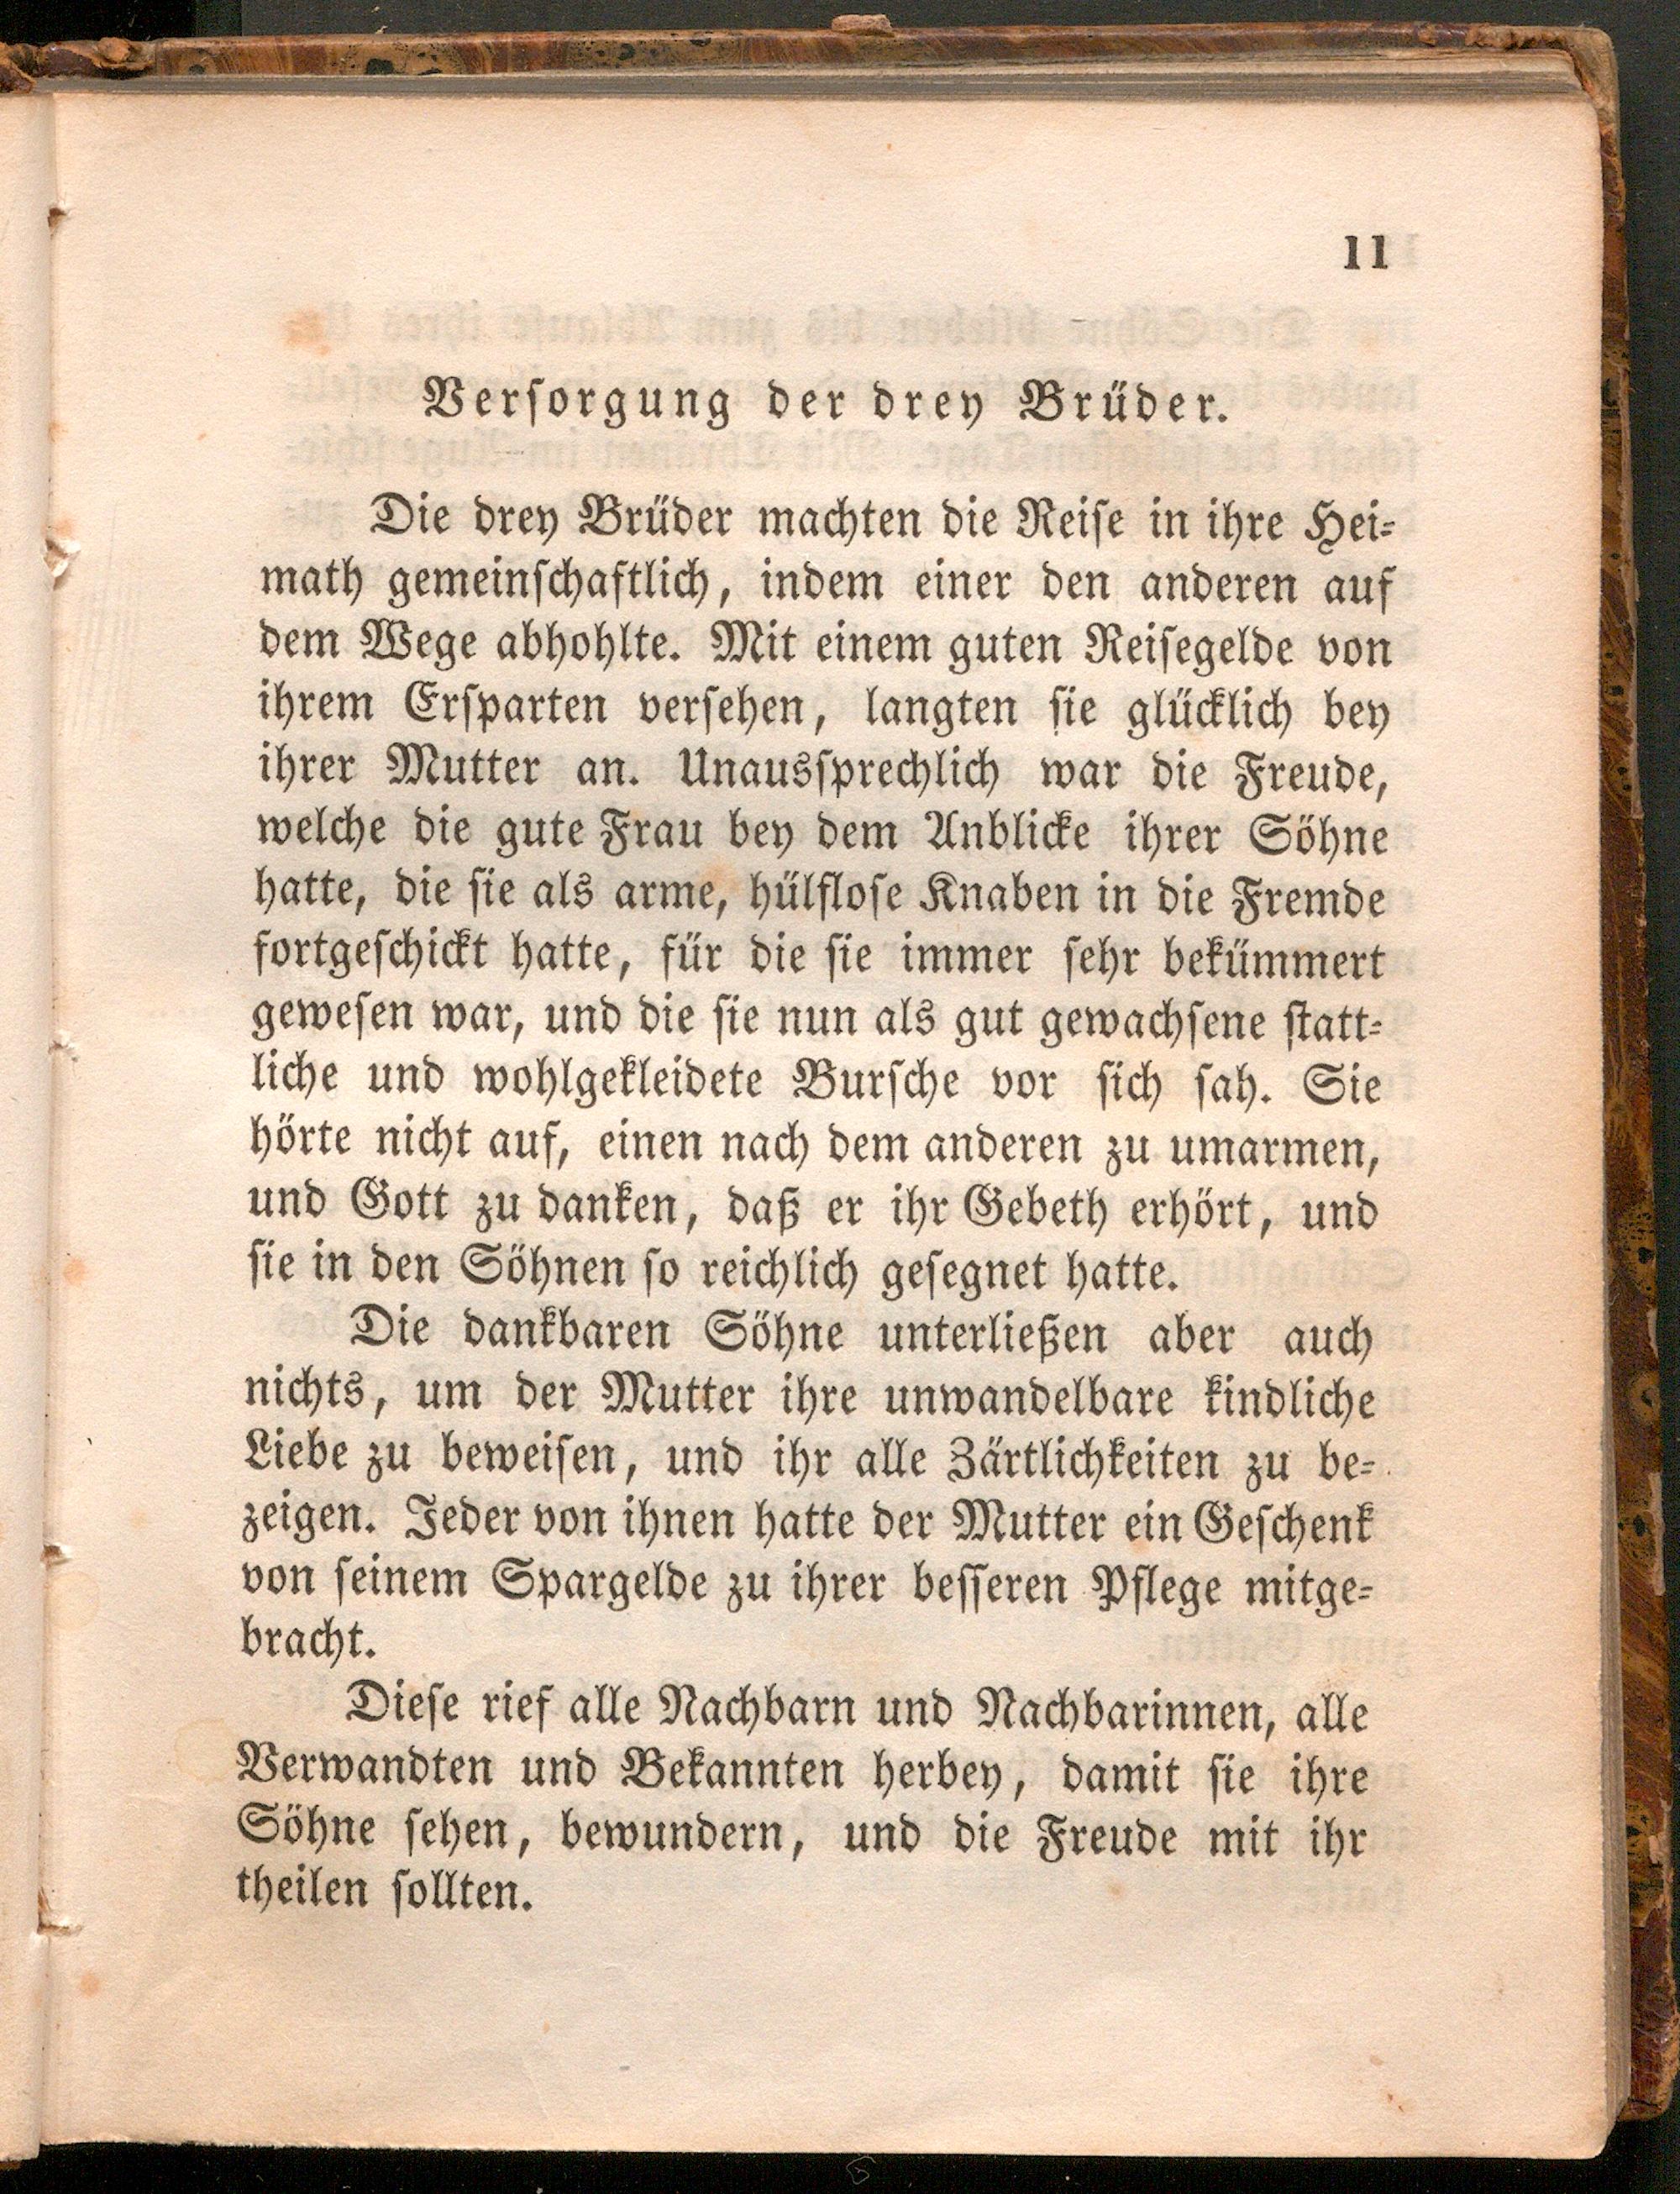 11
Versorgung der drey Brüder.
Die drey Brüder machten die Reise in ihre Hei-
math gemeinschaftlich, indem einer den anderen auf
dem Wege abhohlte. Mit einem guten Reisegelde von
ihrem Ersparten versehen, langten sie glücklich bey
ihrer Mutter an. Unaussprechlich war die Freude,
welche die gute Frau bey dem Anblicke ihrer Söhne
hatte, die sie als arme, hülflose Knaben in die Fremde
fortgeschickt hatte, für die sie immer sehr bekümmert
gewesen war, und die sie nun als gut gewachsene statt-
liche und wohlgekleidete Bursche vor sich sah. Sie
hörte nicht auf, einen nach dem anderen zu umarmen,
und Gott zu danken, daß er ihr Gebeth erhört, und
sie in den Söhnen so reichlich gesegnet hatte.
Die dankbaren Söhne unterließen aber auch
nichts, um der Mutter ihre unwandelbare kindliche
Liebe zu beweisen, und ihr alle Zärtlichkeiten zu be-
zeigen. Jeder von ihnen hatte der Mutter ein Geschenk
von seinem Spargelde zu ihrer besseren Pflege mitge-
bracht.
Diese rief alle Nachbarn und Nachbarinnen, alle
Verwandten und Bekannten herbey, damit sie ihre
Söhne sehen, bewundern, und die Freude mit ihr
theilen sollten.